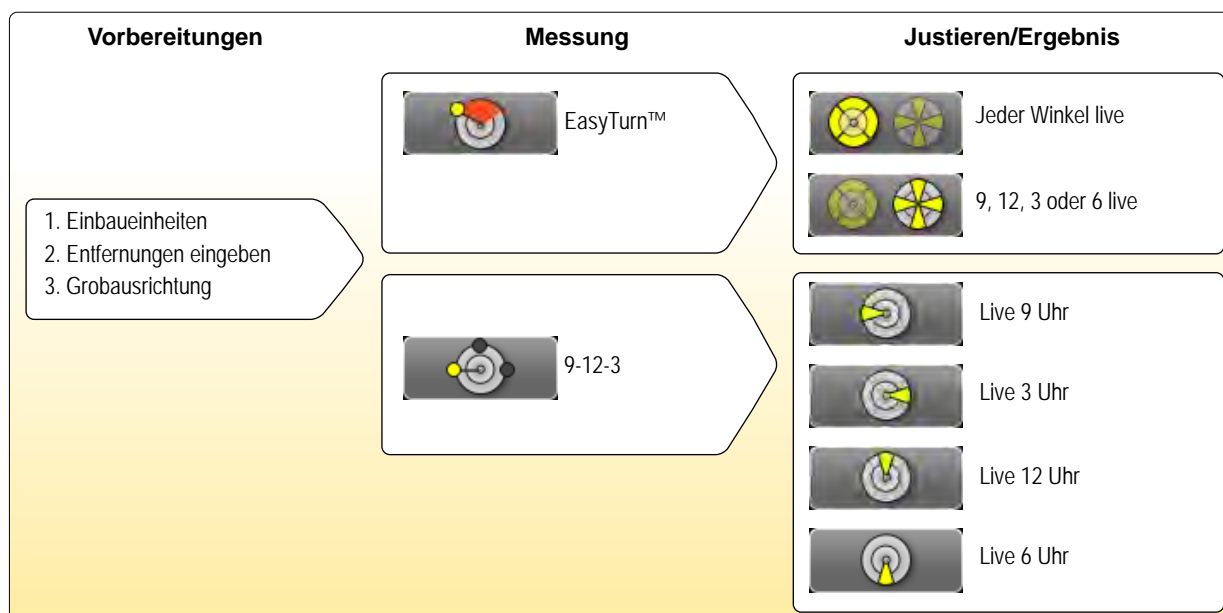 Vorbereitungen
Messung
Justieren/Ergebnis
1. Einbaueinheiten
2. Entfernungen eingeben
3. Grobausrichtung
EasyTurn™
9-12-3
Jeder Winkel live
9, 12, 3 oder 6 live
Live 9 Uhr
Live 3 Uhr
Live 12 Uhr
Live 6 Uhr